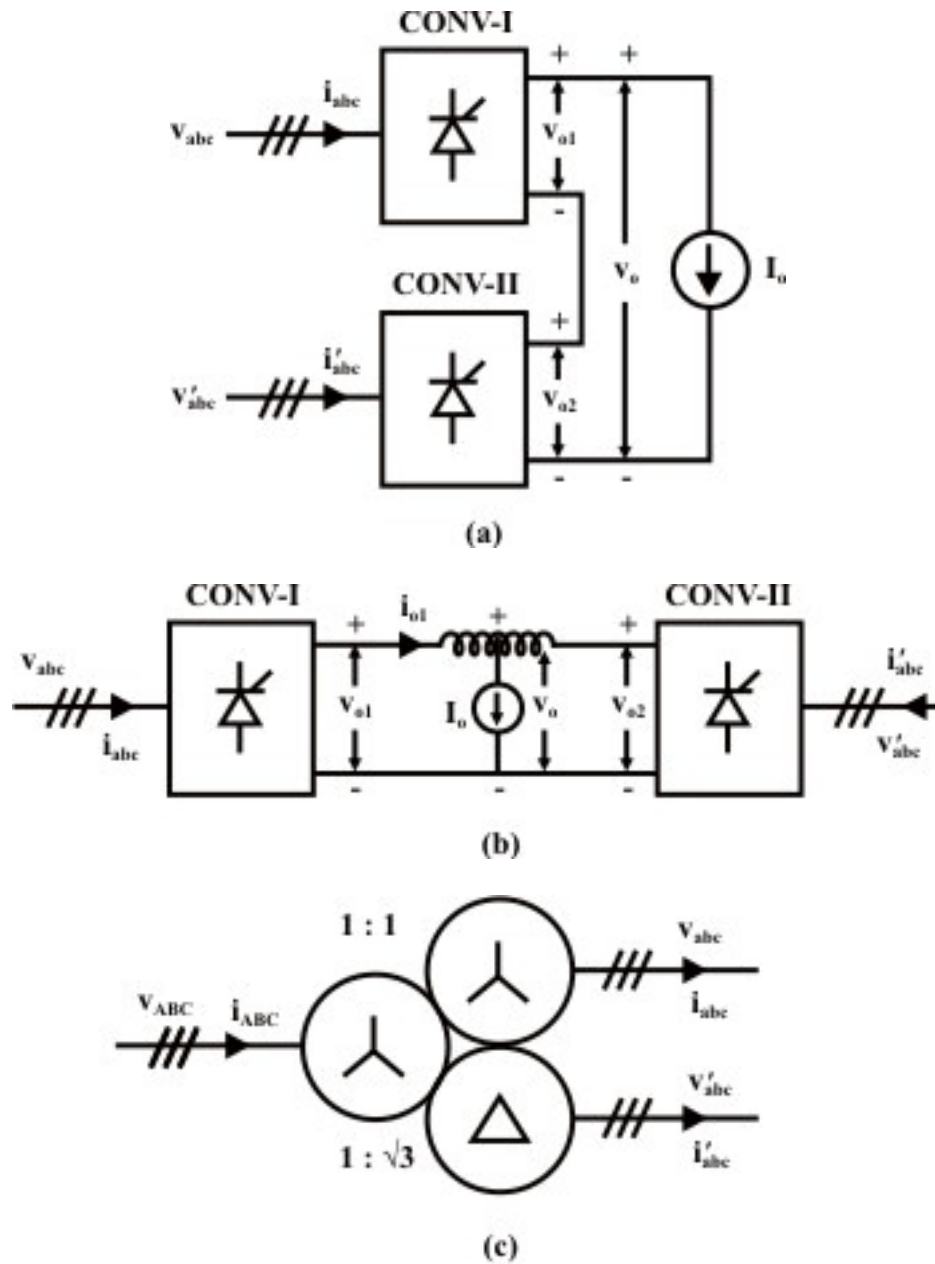 CONV-I
+ +
i_abc
v_abc
v_o1
-
v_o
I_o
CONV-II
+
i'_abc
v'_abc
v_o2
- -
(a)
CONV-I
i_o1
CONV-II
+ + +
v_abc
i_abc
v_o1
I_o
v_o
v_o2
i'_abc
v'_abc
- - -
(b)
1 : 1
v_abc
i_abc
v_ABC
i_ABC
v'_abc
i'_abc
1 : √3
(c)